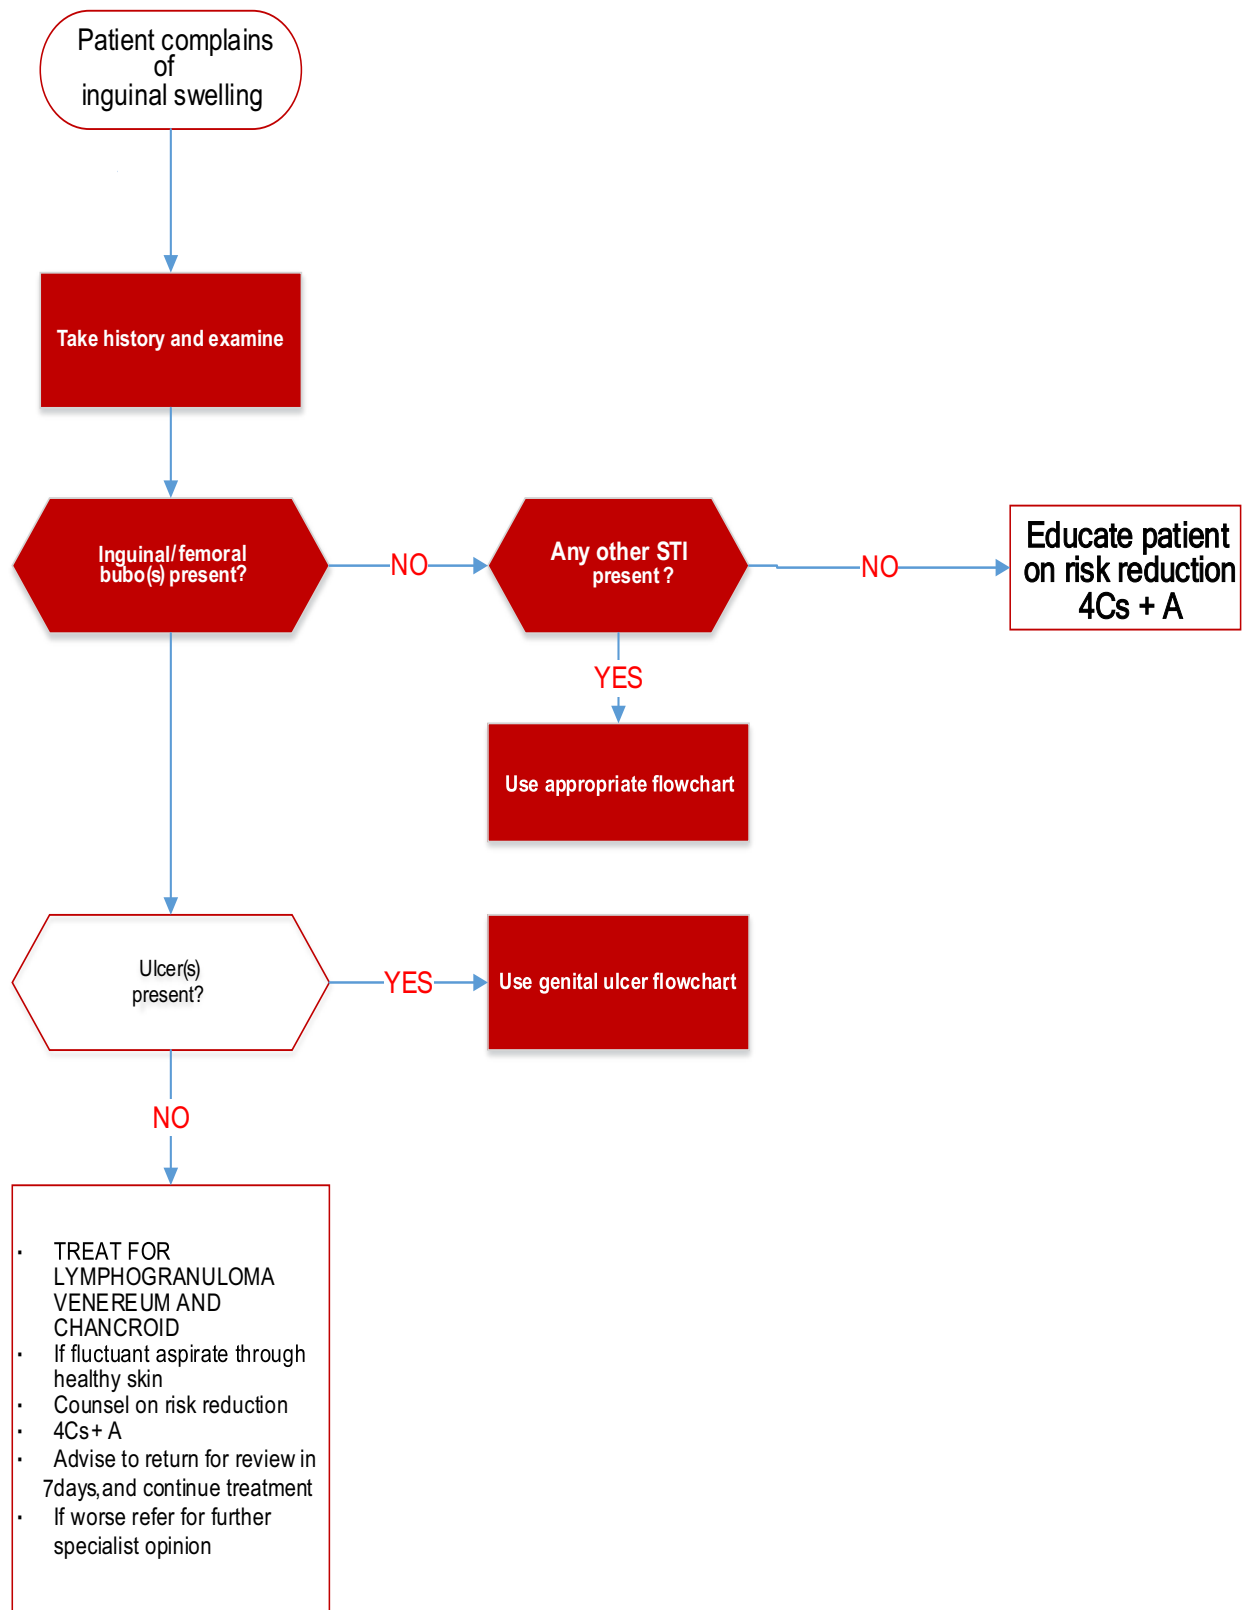 Patient complains
of
inguinal swelling
Take history and examine
Inguinal/femoral
bubo(s) present?
NO
Any other STI
present ?
NO
Educate patient
on risk reduction
4Cs + A
YES
Use appropriate flowchart
Ulcer(s)
present?
YES
Use genital ulcer flowchart
NO
· TREAT FOR
LYMPHOGRANULOMA
VENEREUM AND
CHANCROID
· If fluctuant aspirate through
healthy skin
· Counsel on risk reduction
· 4Cs+ A
· Advise to return for review in
7days,and continue treatment
· If worse refer for further
specialist opinion